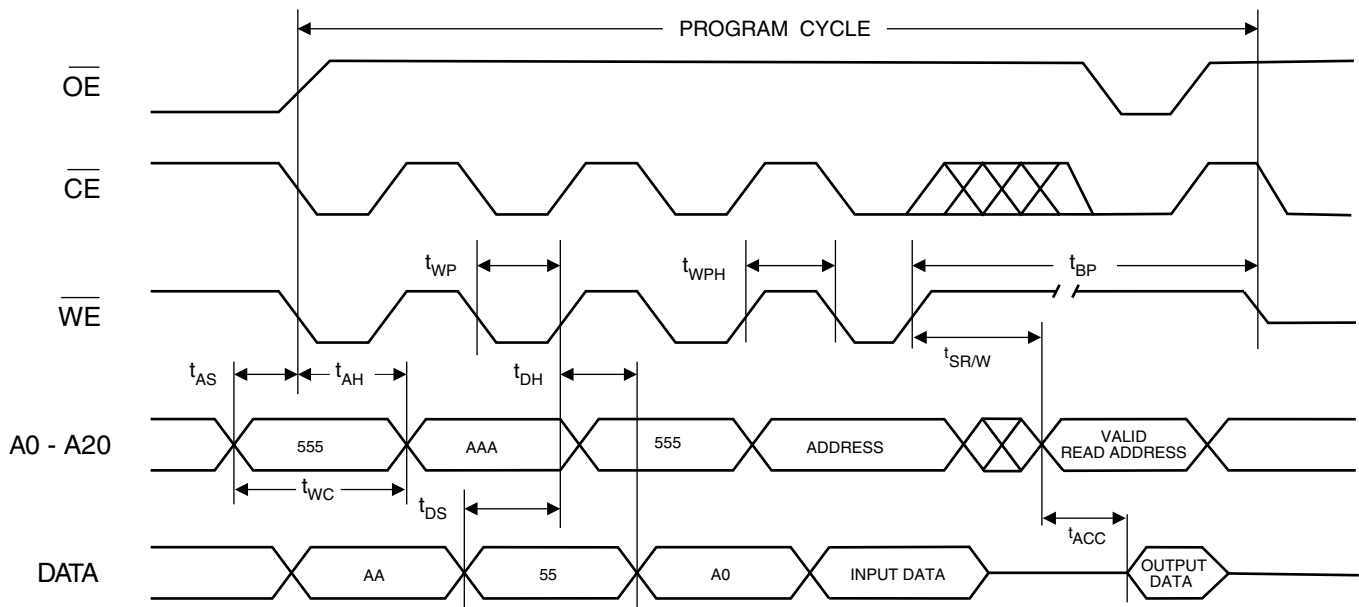 PROGRAM CYCLE
OE
CE
tWP
tWPH
tBP
WE
tSR/W
tAS
tAH
tDH
A0 - A20
555
AAA
555
ADDRESS
VALID
READ ADDRESS
tWC
tDS
tACC
DATA
AA
55
A0
INPUT DATA
OUTPUT
DATA